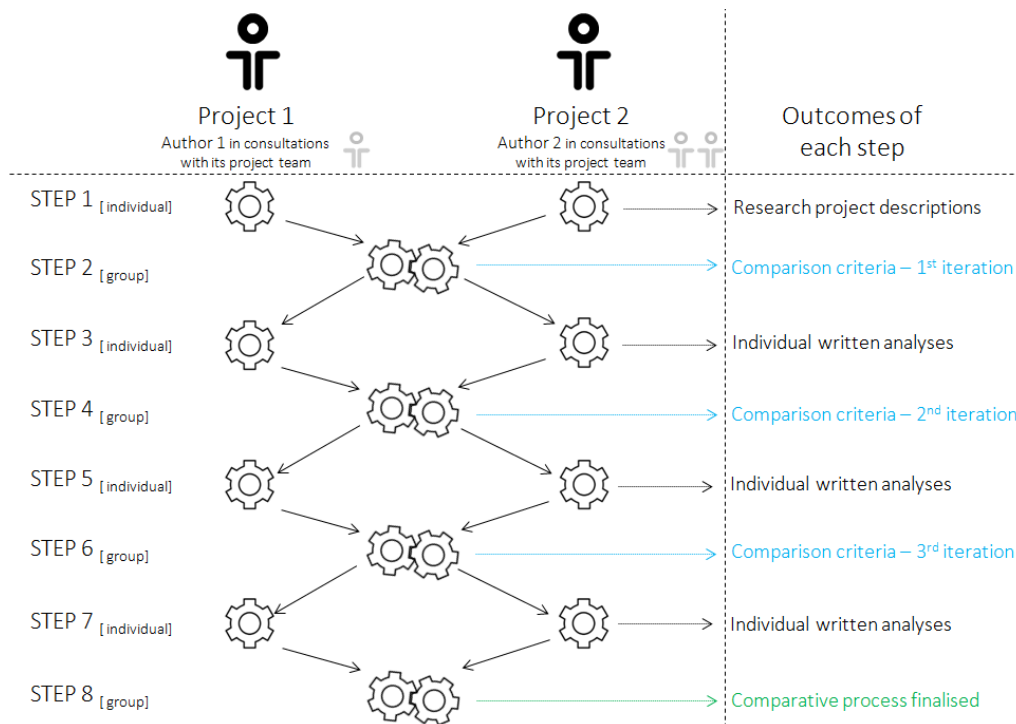 Project 1
Author 1 in consultations
with its project team
Project 2
Author 2 in consultations
with its project team
Outcomes of
each step
STEP 1 [individual]
Research project descriptions
STEP 2 [group]
Comparison criteria – 1st iteration
STEP 3 [individual]
Individual written analyses
STEP 4 [group]
Comparison criteria – 2nd iteration
STEP 5 [individual]
Individual written analyses
STEP 6 [group]
Comparison criteria – 3rd iteration
STEP 7 [individual]
Individual written analyses
STEP 8 [group]
Comparative process finalised